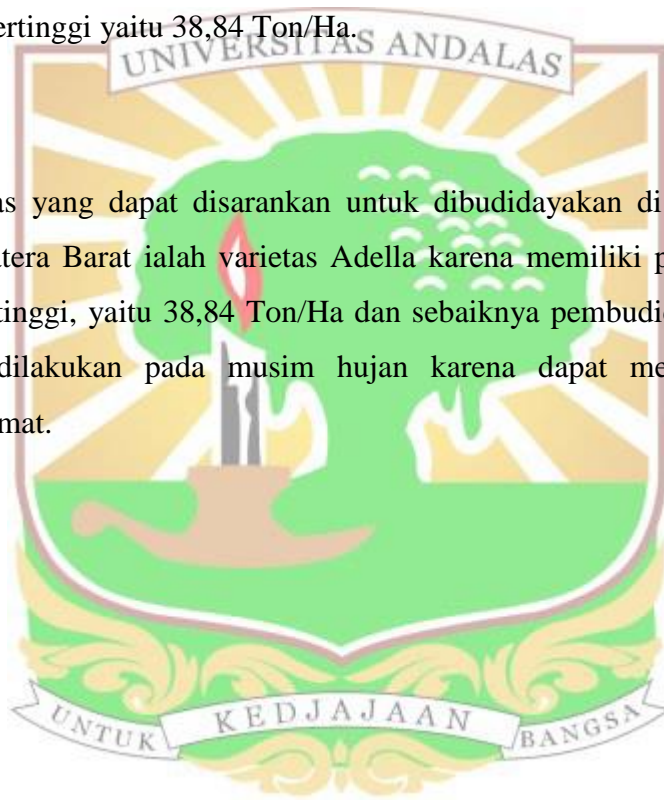 ertinggi yaitu 38,84 Ton/Ha.
UNIVERSITAS ANDALAS
as yang dapat disarankan untuk dibudidayakan di
atera Barat ialah varietas Adella karena memiliki p
tinggi, yaitu 38,84 Ton/Ha dan sebaiknya pembudi
dilakukan pada musim hujan karena dapat me
mat.
UNTUK KEDJAJAAN BANGSA